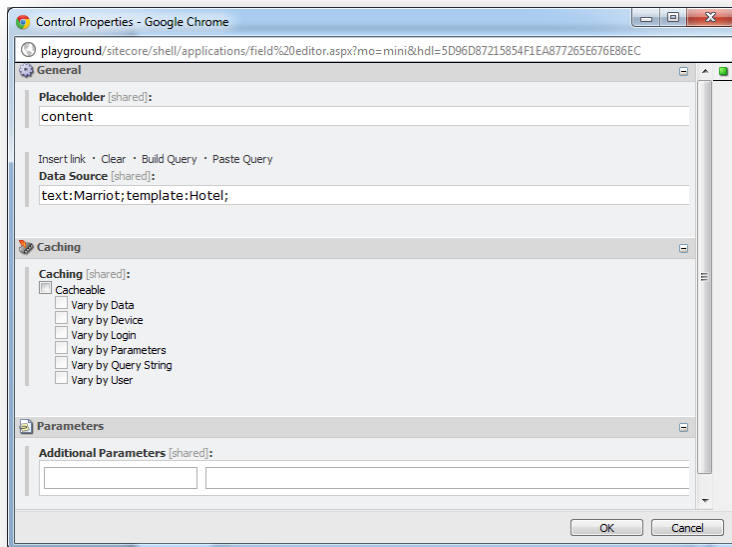 Control Properties - Google Chrome
playground/sitecore/shell/applications/field%20editor.aspx?mo=mini&hdl=5D96D87215854F1EA877265E676E86EC
General
Placeholder [shared]:
content
Insert link · Clear · Build Query · Paste Query
Data Source [shared]:
text:Marriot;template:Hotel;
Caching
Caching [shared]:
Cacheable
Vary by Data
Vary by Device
Vary by Login
Vary by Parameters
Vary by Query String
Vary by User
Parameters
Additional Parameters [shared]:
OK Cancel